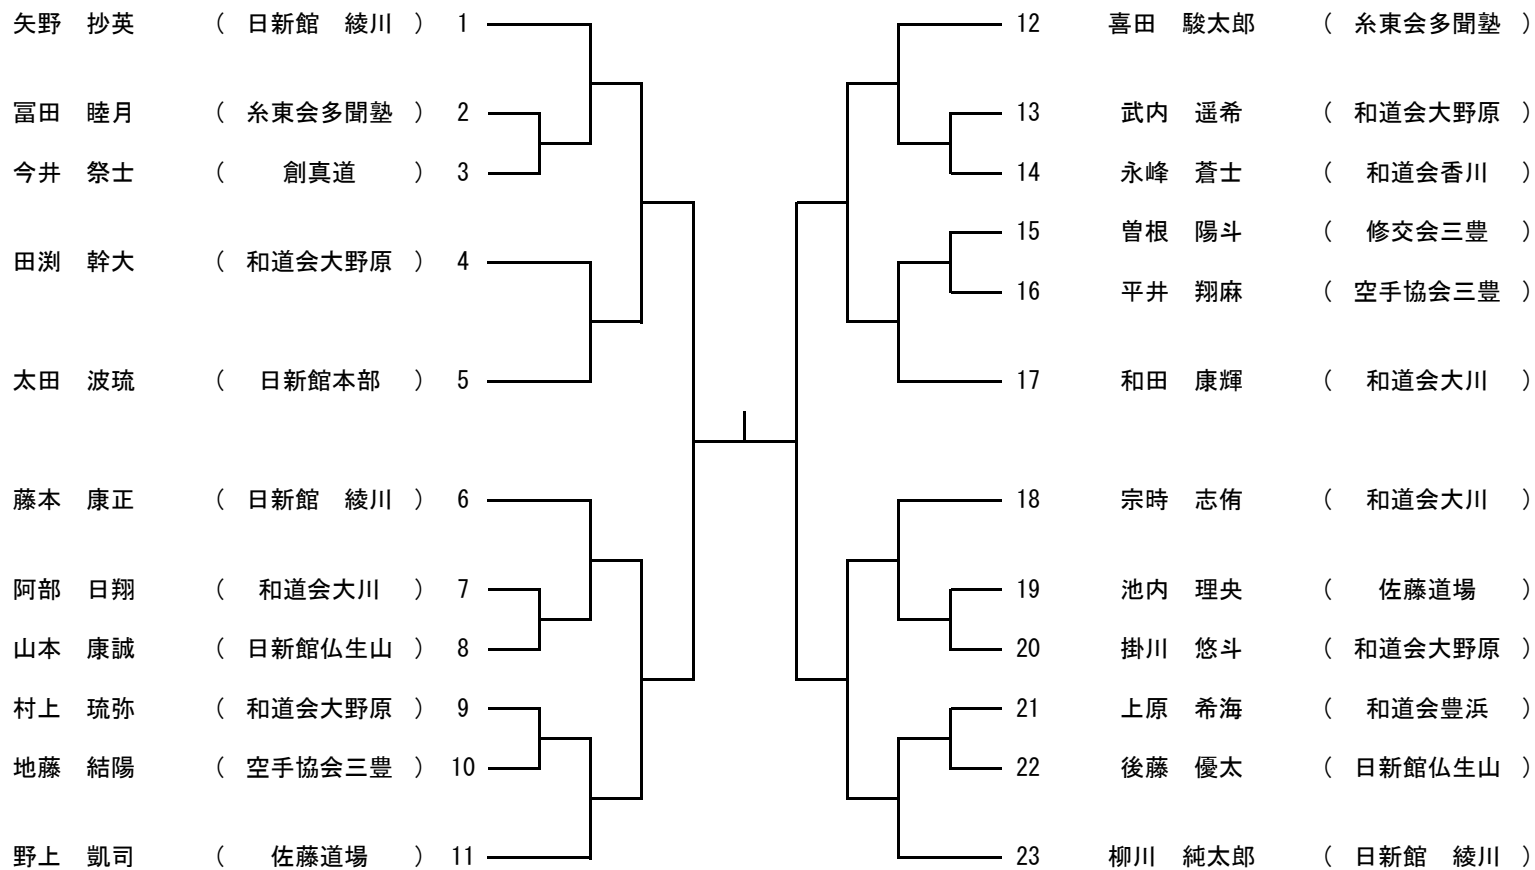 矢野　抄英　（　日新館　綾川　）　1
冨田　睦月　（　糸東会多聞塾　）　2
今井　祭士　（　創真道　）　3
田渕　幹大　（　和道会大野原　）　4
太田　波琉　（　日新館本部　）　5
藤本　康正　（　日新館　綾川　）　6
阿部　日翔　（　和道会大川　）　7
山本　康誠　（　日新館仏生山　）　8
村上　琉弥　（　和道会大野原　）　9
地藤　結陽　（　空手協会三豊　）　10
野上　凱司　（　佐藤道場　）　11
12　喜田　駿太郎　（　糸東会多聞塾　）
13　武内　遥希　（　和道会大野原　）
14　永峰　蒼士　（　和道会香川　）
15　曽根　陽斗　（　修交会三豊　）
16　平井　翔麻　（　空手協会三豊　）
17　和田　康輝　（　和道会大川　）
18　宗時　志侑　（　和道会大川　）
19　池内　理央　（　佐藤道場　）
20　掛川　悠斗　（　和道会大野原　）
21　上原　希海　（　和道会豊浜　）
22　後藤　優太　（　日新館仏生山　）
23　柳川　純太郎　（　日新館　綾川　）